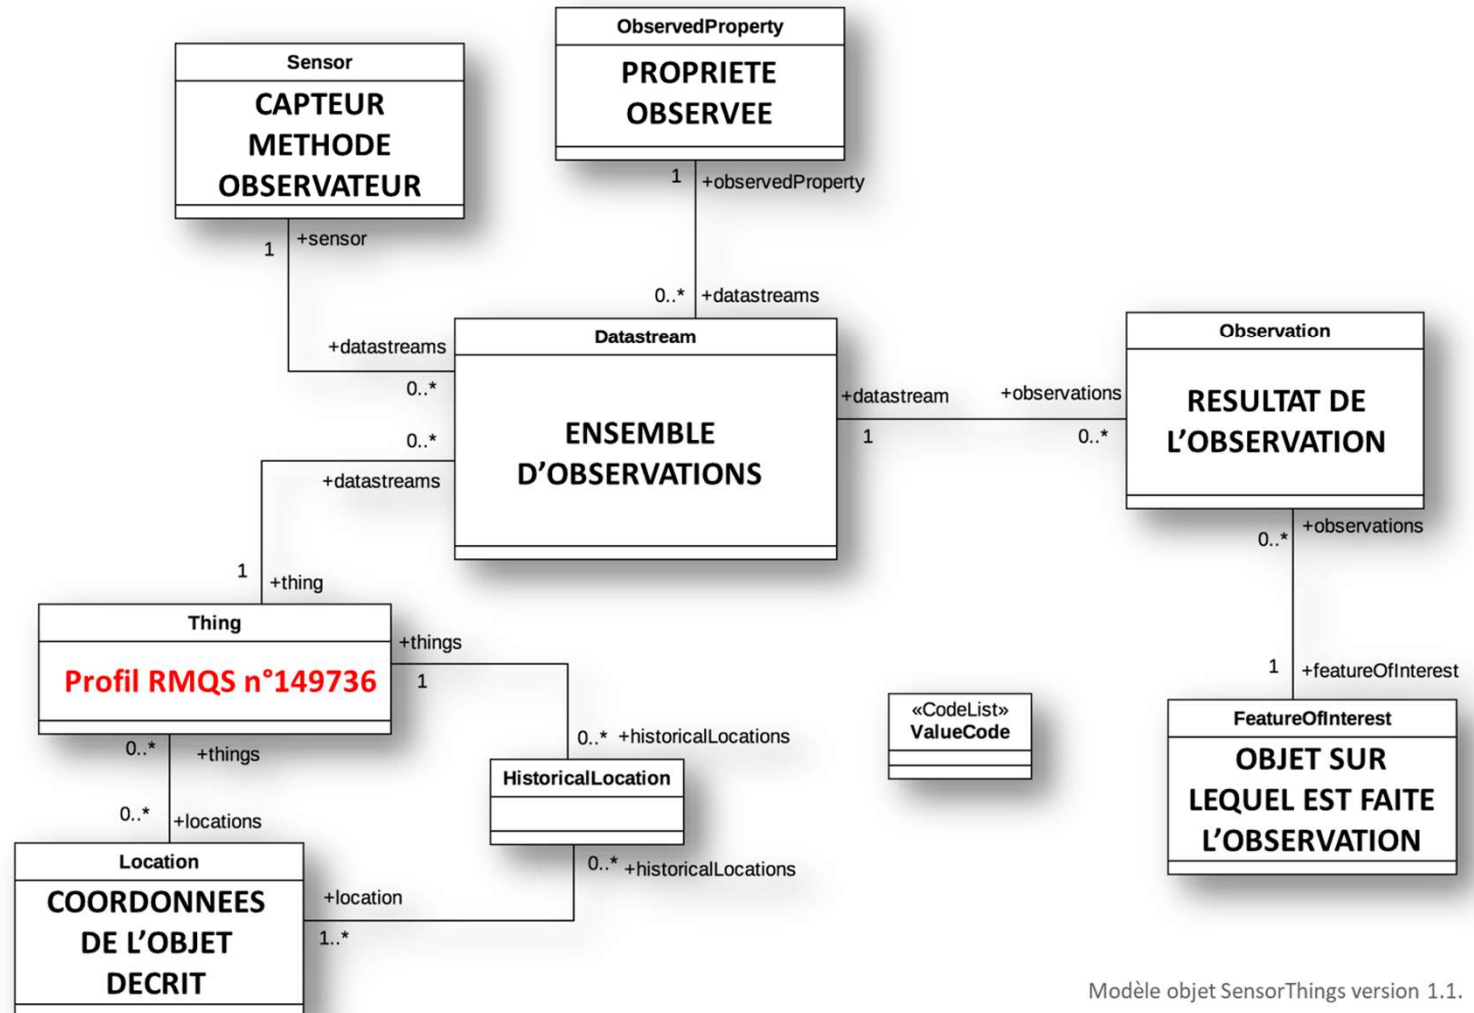 ObservedProperty
PROPRIETE
OBSERVEE
Sensor
CAPTEUR
METHODE
OBSERVATEUR
1
+observedProperty
+sensor
1
0..*
+datastreams
+datastreams
0..*
Datastream
ENSEMBLE
D’OBSERVATIONS
Observation
RESULTAT DE
L’OBSERVATION
+datastream
1
+observations
0..*
0..*
+datastreams
1
+thing
+observations
0..*
Thing
Profil RMQS n°149736
+things
1
1
+featureOfInterest
«CodeList»
ValueCode
FeatureOfInterest
OBJET SUR
LEQUEL EST FAITE
L’OBSERVATION
0..*
+things
0..* +historicalLocations
HistoricalLocation
0..*
+locations
0..* +historicalLocations
Location
COORDONNEES
DE L’OBJET
DECRIT
+location
1..*
Modèle objet SensorThings version 1.1.